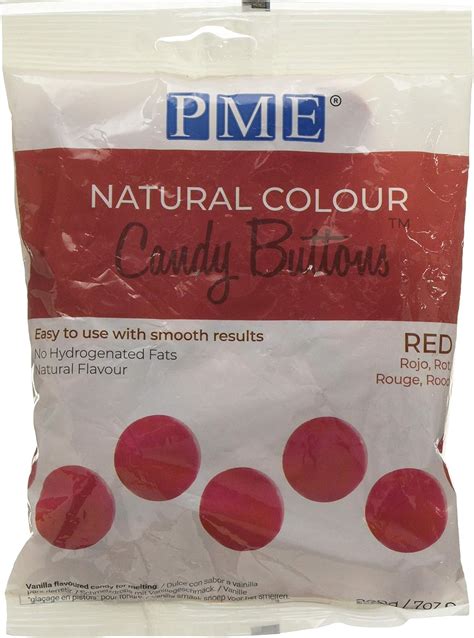 PME®
NATURAL COLOUR
Candy Buttons™
Easy to use with smooth results
No Hydrogenated Fats
Natural Flavour
RED
Rojo, Rot
Rouge, Rood
Vanilla flavoured candy for melting / Dulce con sabor a vainilla
/ Vanille